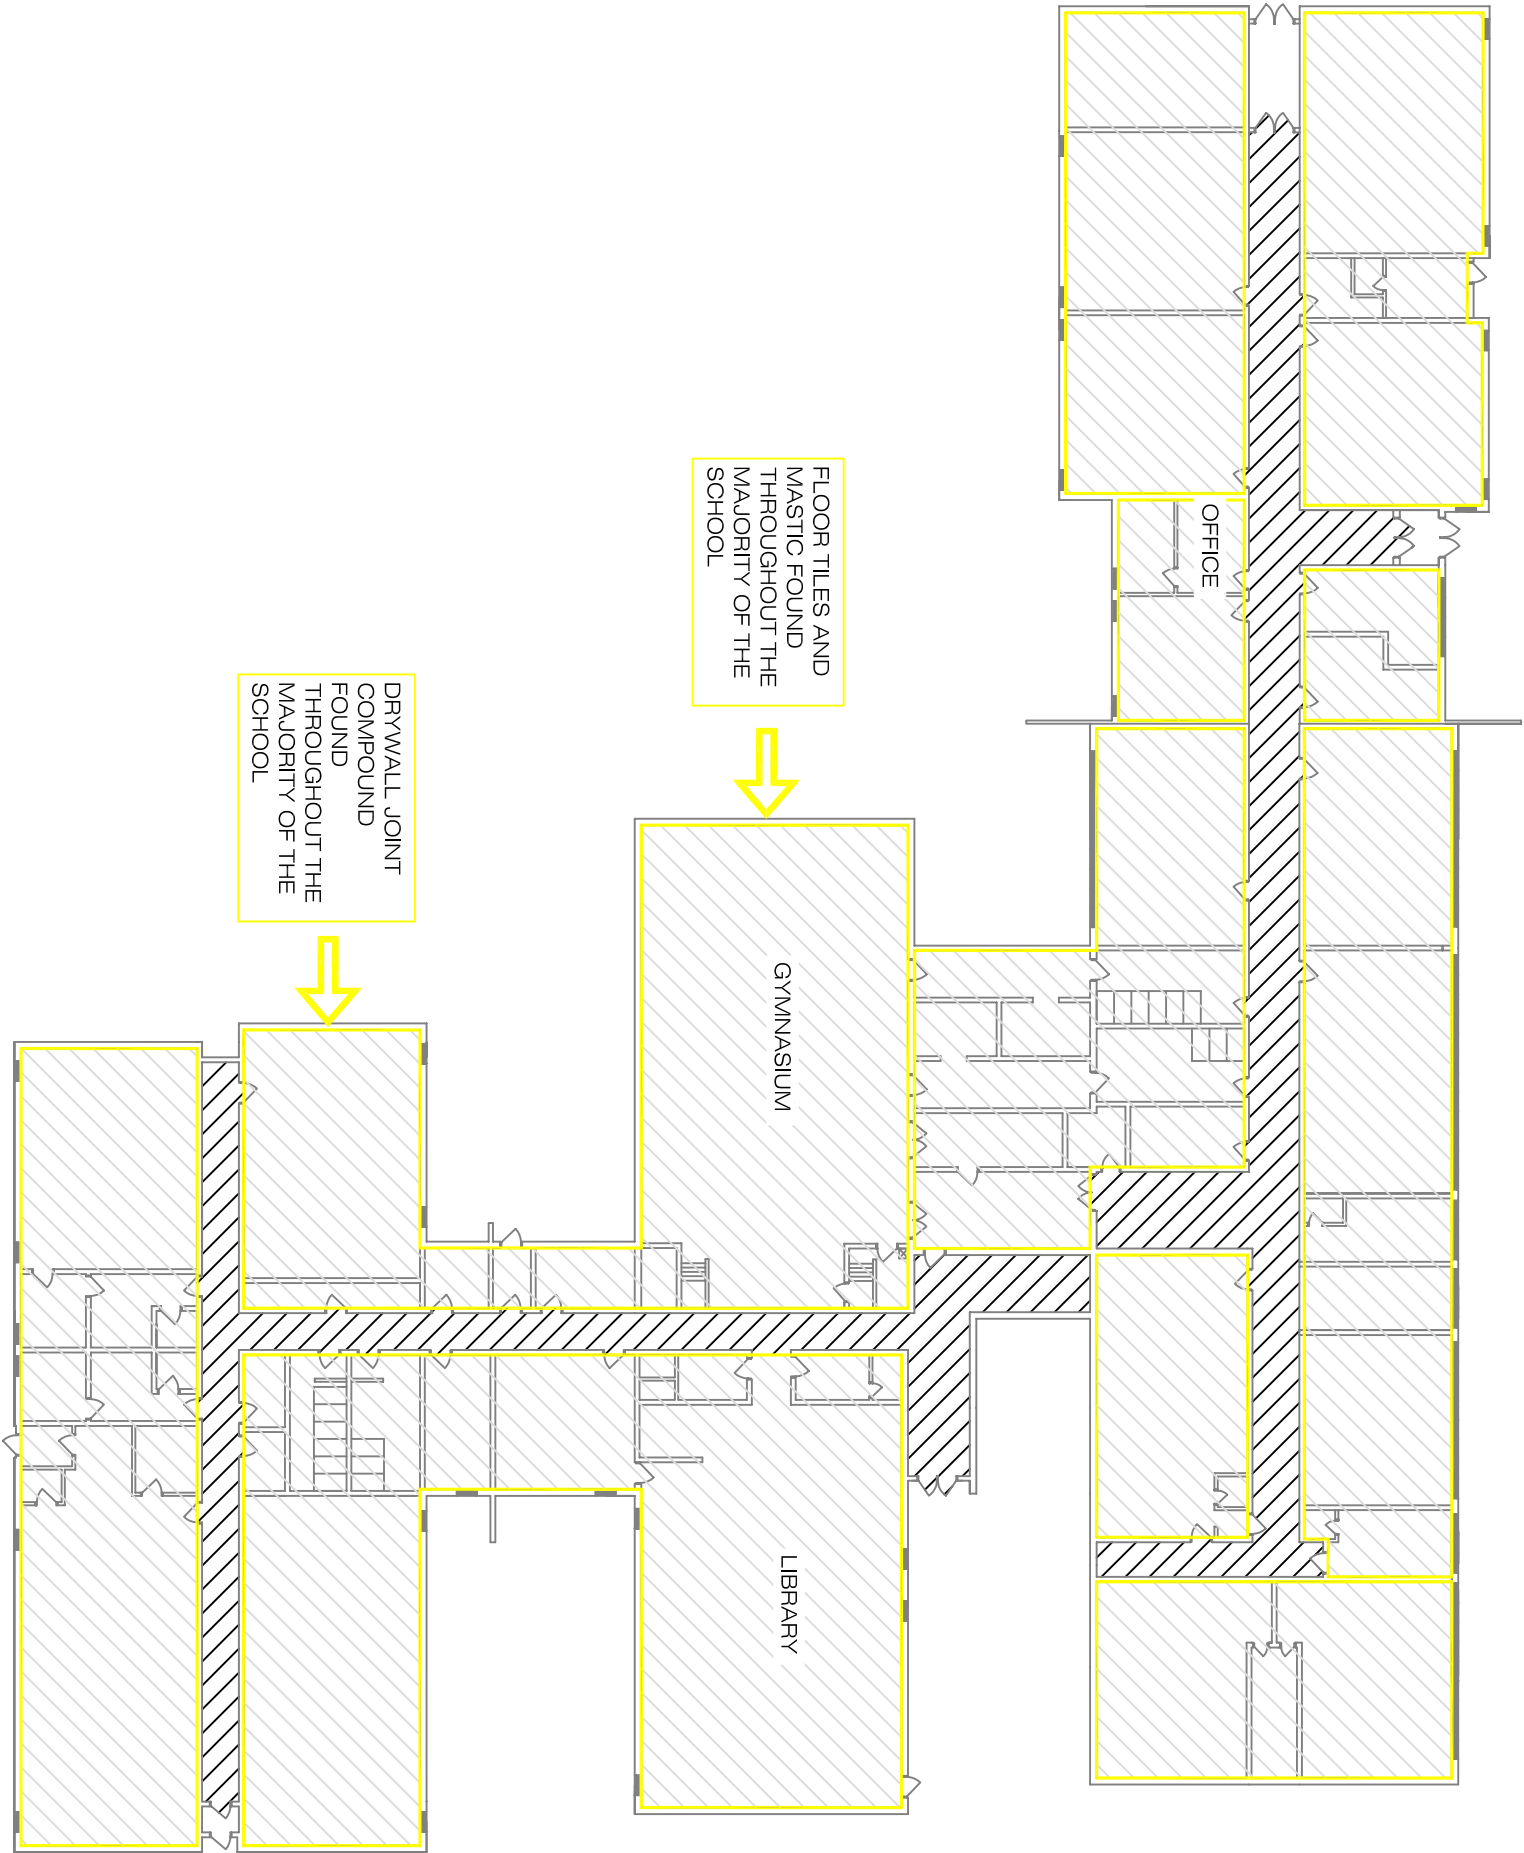 OFFICE
FLOOR TILES AND
MASTIC FOUND
THROUGHOUT THE
MAJORITY OF THE
SCHOOL
DRYWALL JOINT
COMPOUND
FOUND
THROUGHOUT THE
MAJORITY OF THE
SCHOOL
GYMNASIUM
LIBRARY